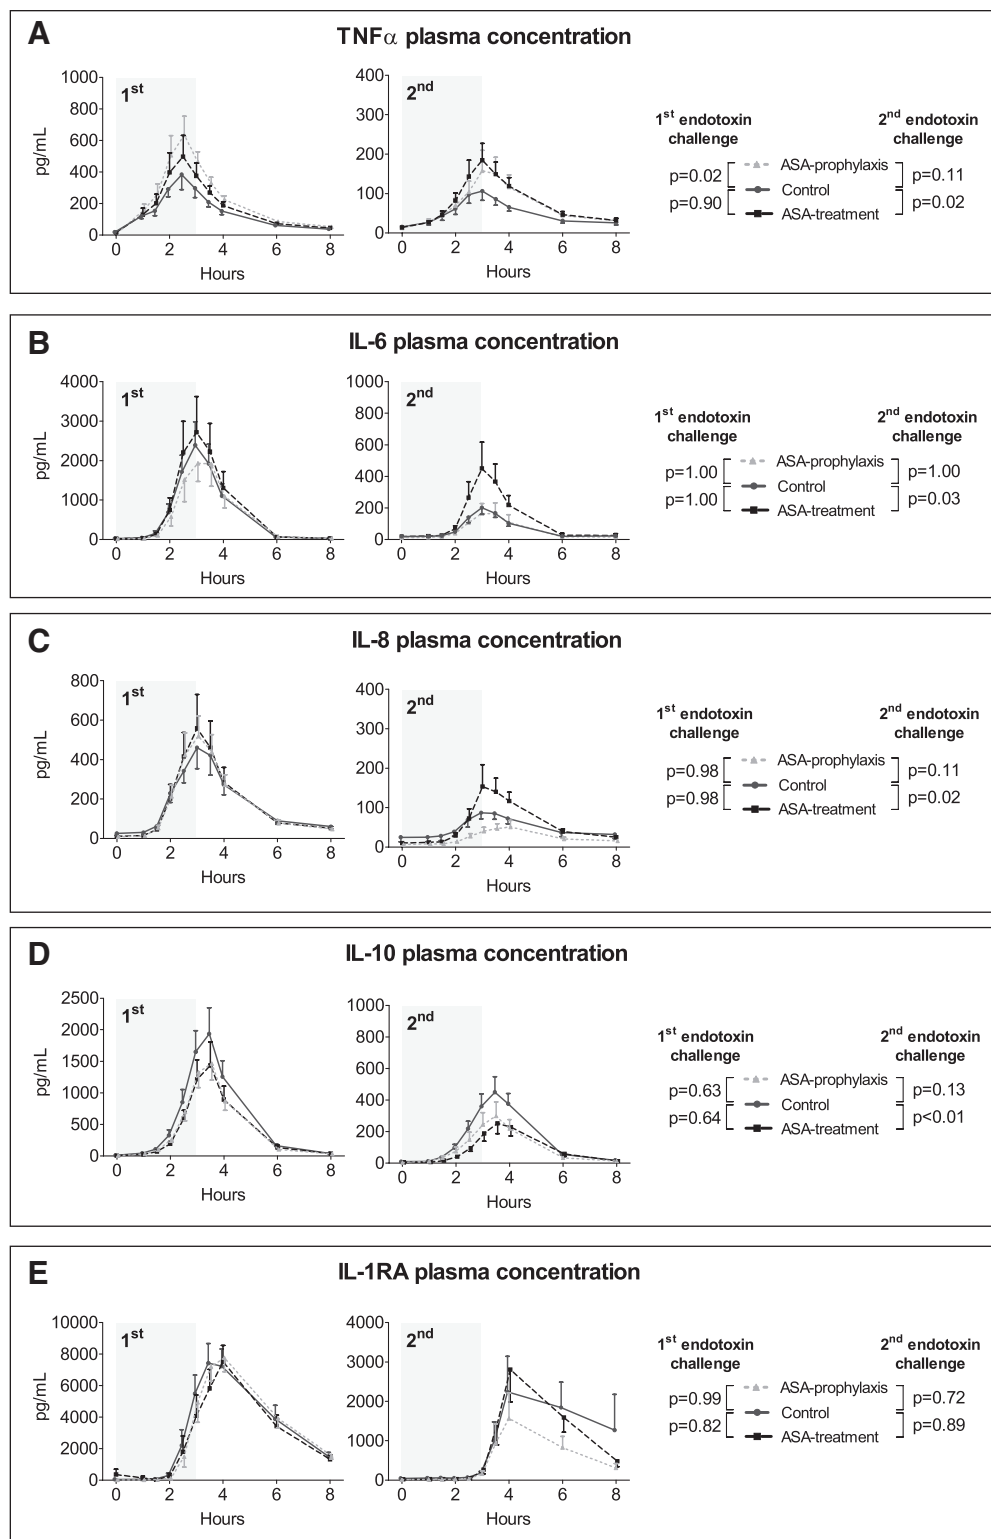 A
TNFα plasma concentration
1st
2nd
1000
800
600
400
200
0
pg/mL
0 2 4 6 8
Hours
400
300
200
100
0
0 2 4 6 8
Hours
1st endotoxin challenge
2nd endotoxin challenge
p=0.02
p=0.90
ASA-prophylaxis
Control
ASA-treatment
p=0.11
p=0.02
B
IL-6 plasma concentration
1st
2nd
4000
3000
2000
1000
0
pg/mL
0 2 4 6 8
Hours
1000
800
600
400
200
0
0 2 4 6 8
Hours
1st endotoxin challenge
2nd endotoxin challenge
p=1.00
p=1.00
ASA-prophylaxis
Control
ASA-treatment
p=1.00
p=0.03
C
IL-8 plasma concentration
1st
2nd
800
600
400
200
0
pg/mL
0 2 4 6 8
Hours
400
300
200
100
0
0 2 4 6 8
Hours
1st endotoxin challenge
2nd endotoxin challenge
p=0.98
p=0.98
ASA-prophylaxis
Control
ASA-treatment
p=0.11
p=0.02
D
IL-10 plasma concentration
1st
2nd
2500
2000
1500
1000
500
0
pg/mL
0 2 4 6 8
Hours
1000
800
600
400
200
0
0 2 4 6 8
Hours
1st endotoxin challenge
2nd endotoxin challenge
p=0.63
p=0.64
ASA-prophylaxis
Control
ASA-treatment
p=0.13
p<0.01
E
IL-1RA plasma concentration
1st
2nd
10000
8000
6000
4000
2000
0
pg/mL
0 2 4 6 8
Hours
4000
3000
2000
1000
0
0 2 4 6 8
Hours
1st endotoxin challenge
2nd endotoxin challenge
p=0.99
p=0.82
ASA-prophylaxis
Control
ASA-treatment
p=0.72
p=0.89